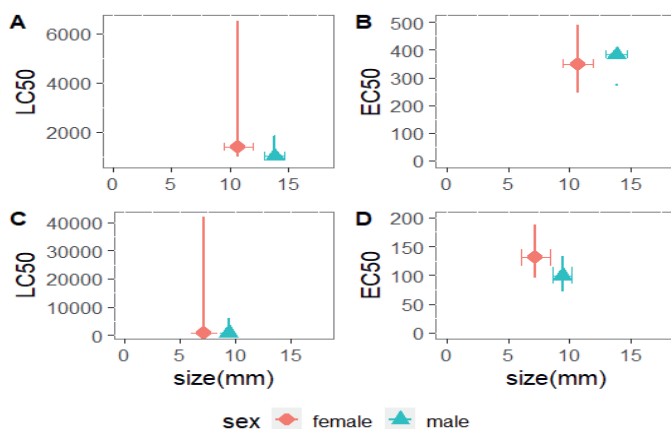 A
LC50
6000
4000
2000
0 5 10 15
B
EC50
500
400
300
200
100
0
0 5 10 15
C
LC50
40000
30000
20000
10000
0
0 5 10 15
size(mm)
D
EC50
200
150
100
50
0
0 5 10 15
size(mm)
sex female male